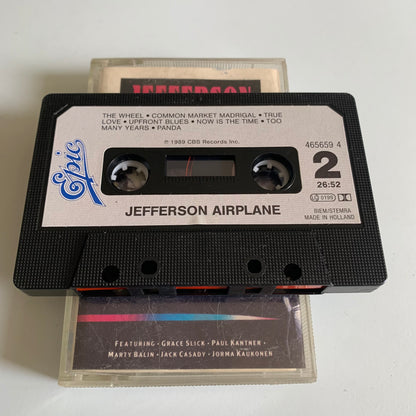 JEFFERSON
THE WHEEL • COMMON MARKET MADRIGAL • TRUE
LOVE • UPFRONT BLUES • NOW IS THE TIME • TOO
MANY YEARS • PANDA
℗ 1989 CBS Records Inc.
465659 4
2
26:52
Epic
JEFFERSON AIRPLANE
LC 0199
BIEM/STEMRA
MADE IN HOLLAND
FEATURING • GRACE SLICK • PAUL KANTNER •
MARTY BALIN • JACK CASADY • JORMA KAUKONEN